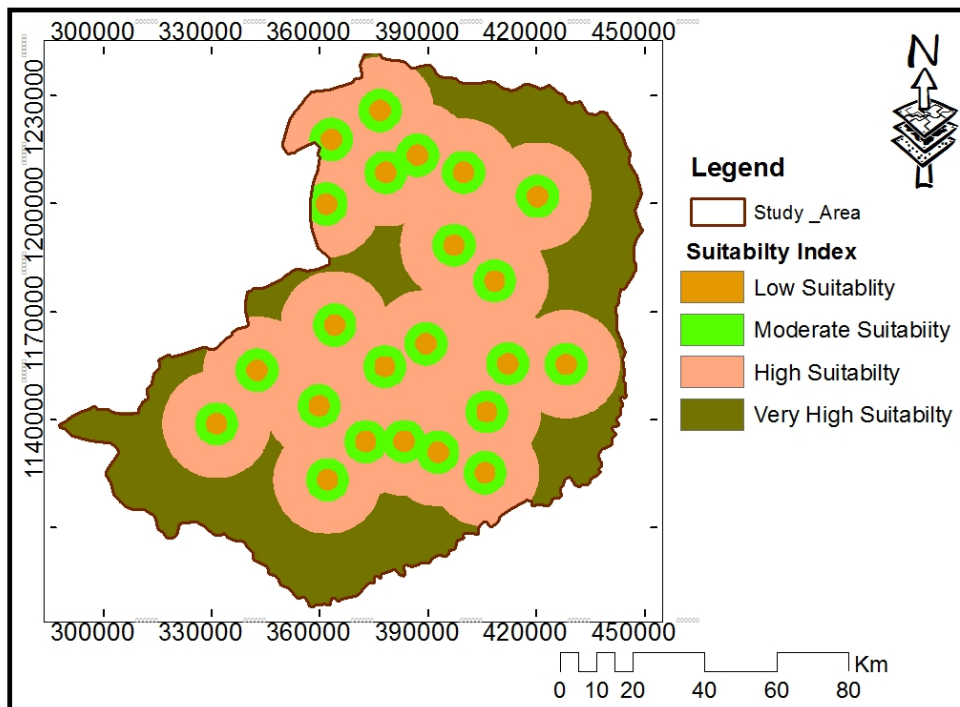 300000 330000 360000 390000 420000 450000
N
1230000
1200000
1170000
1140000
Legend
Study _Area
Suitabilty Index
Low Suitablity
Moderate Suitabiity
High Suitabilty
Very High Suitabilty
300000 330000 360000 390000 420000 450000
Km
0 10 20 40 60 80